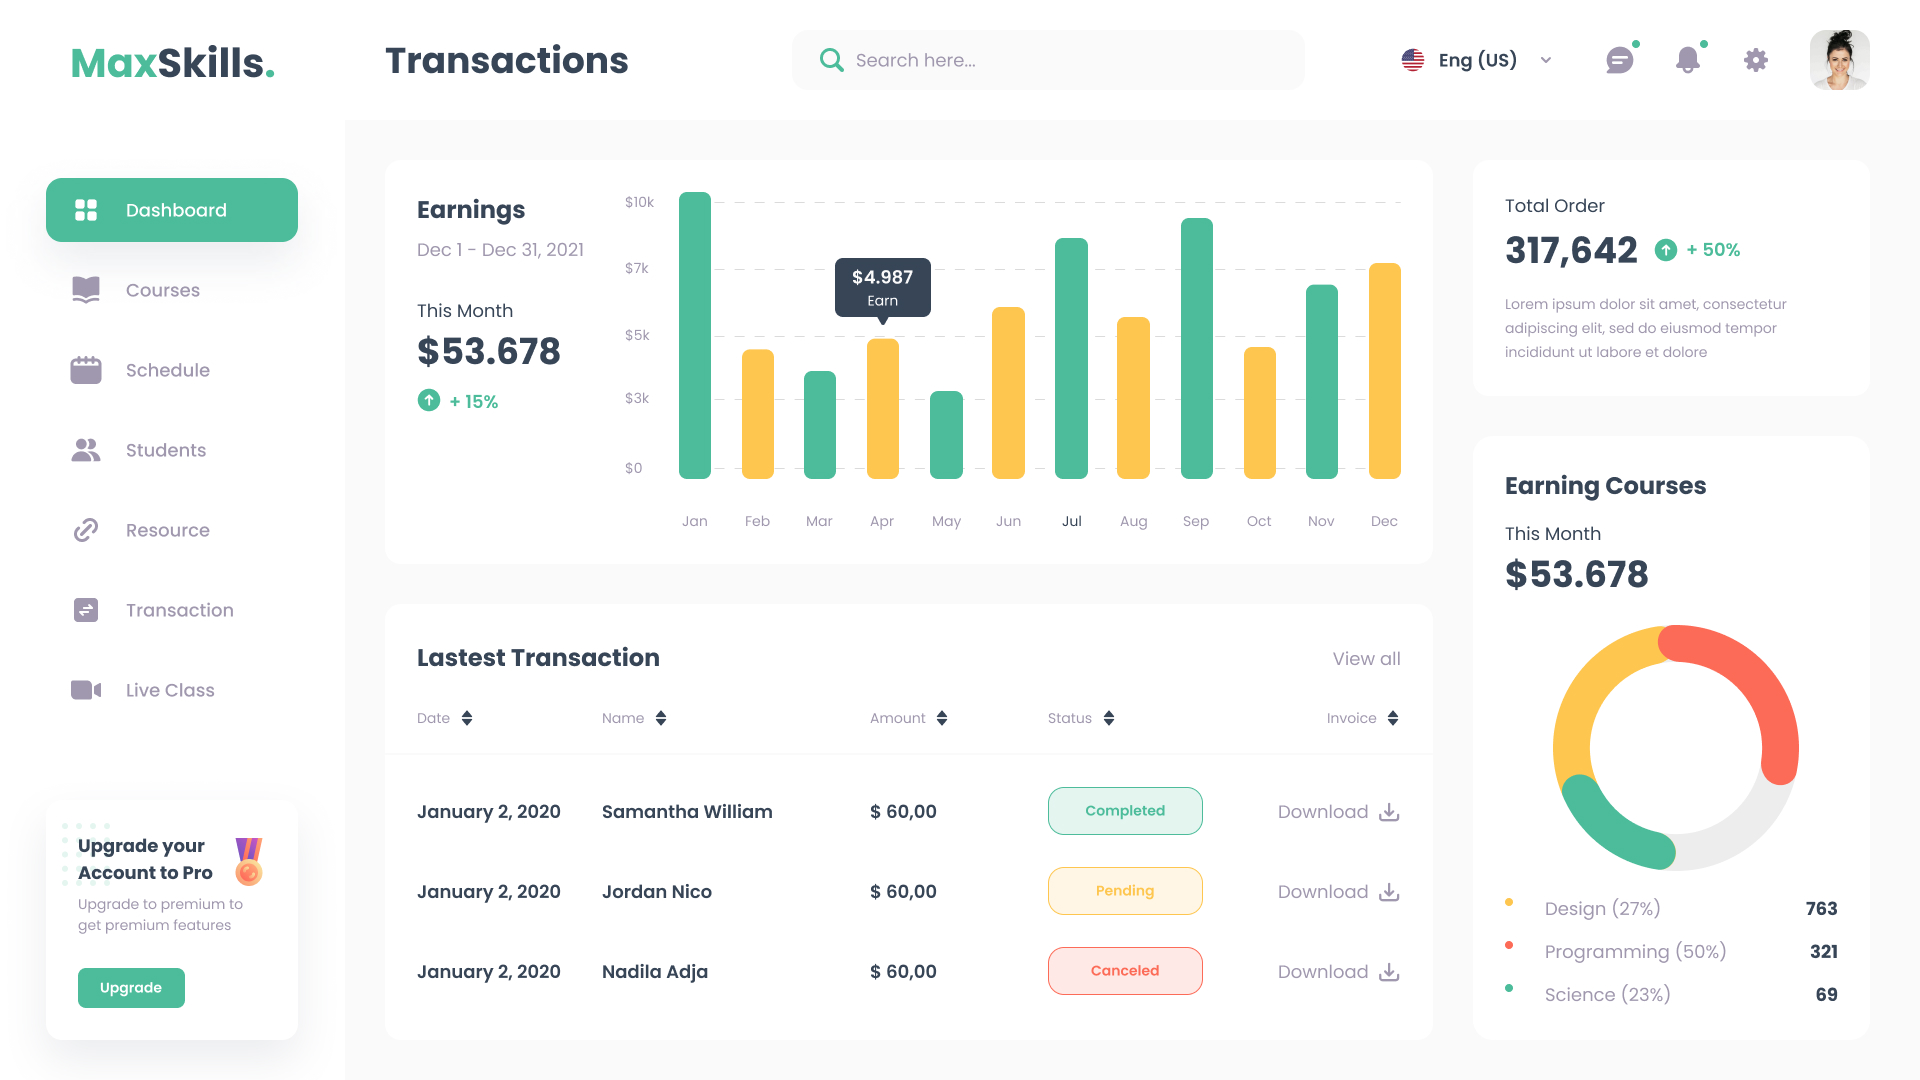 MaxSkills.
Transactions
Search here...
Eng (US)
Dashboard
Courses
Schedule
Students
Resource
Transaction
Live Class
Upgrade your
Account to Pro
Upgrade to premium to
get premium features
Upgrade
Earnings
Dec 1 - Dec 31, 2021
This Month
$53.678
+ 15%
$10k
$7k
$5k
$3k
$0
$4.987
Earn
Jan Feb Mar Apr May Jun Jul Aug Sep Oct Nov Dec
Total Order
317,642 + 50%
Lorem ipsum dolor sit amet, consectetur
adipiscing elit, sed do eiusmod tempor
incididunt ut labore et dolore
Lastest Transaction View all
Date Name Amount Status Invoice
January 2, 2020 Samantha William $ 60,00 Completed Download
January 2, 2020 Jordan Nico $ 60,00 Pending Download
January 2, 2020 Nadila Adja $ 60,00 Canceled Download
Earning Courses
This Month
$53.678
Design (27%) 763
Programming (50%) 321
Science (23%) 69